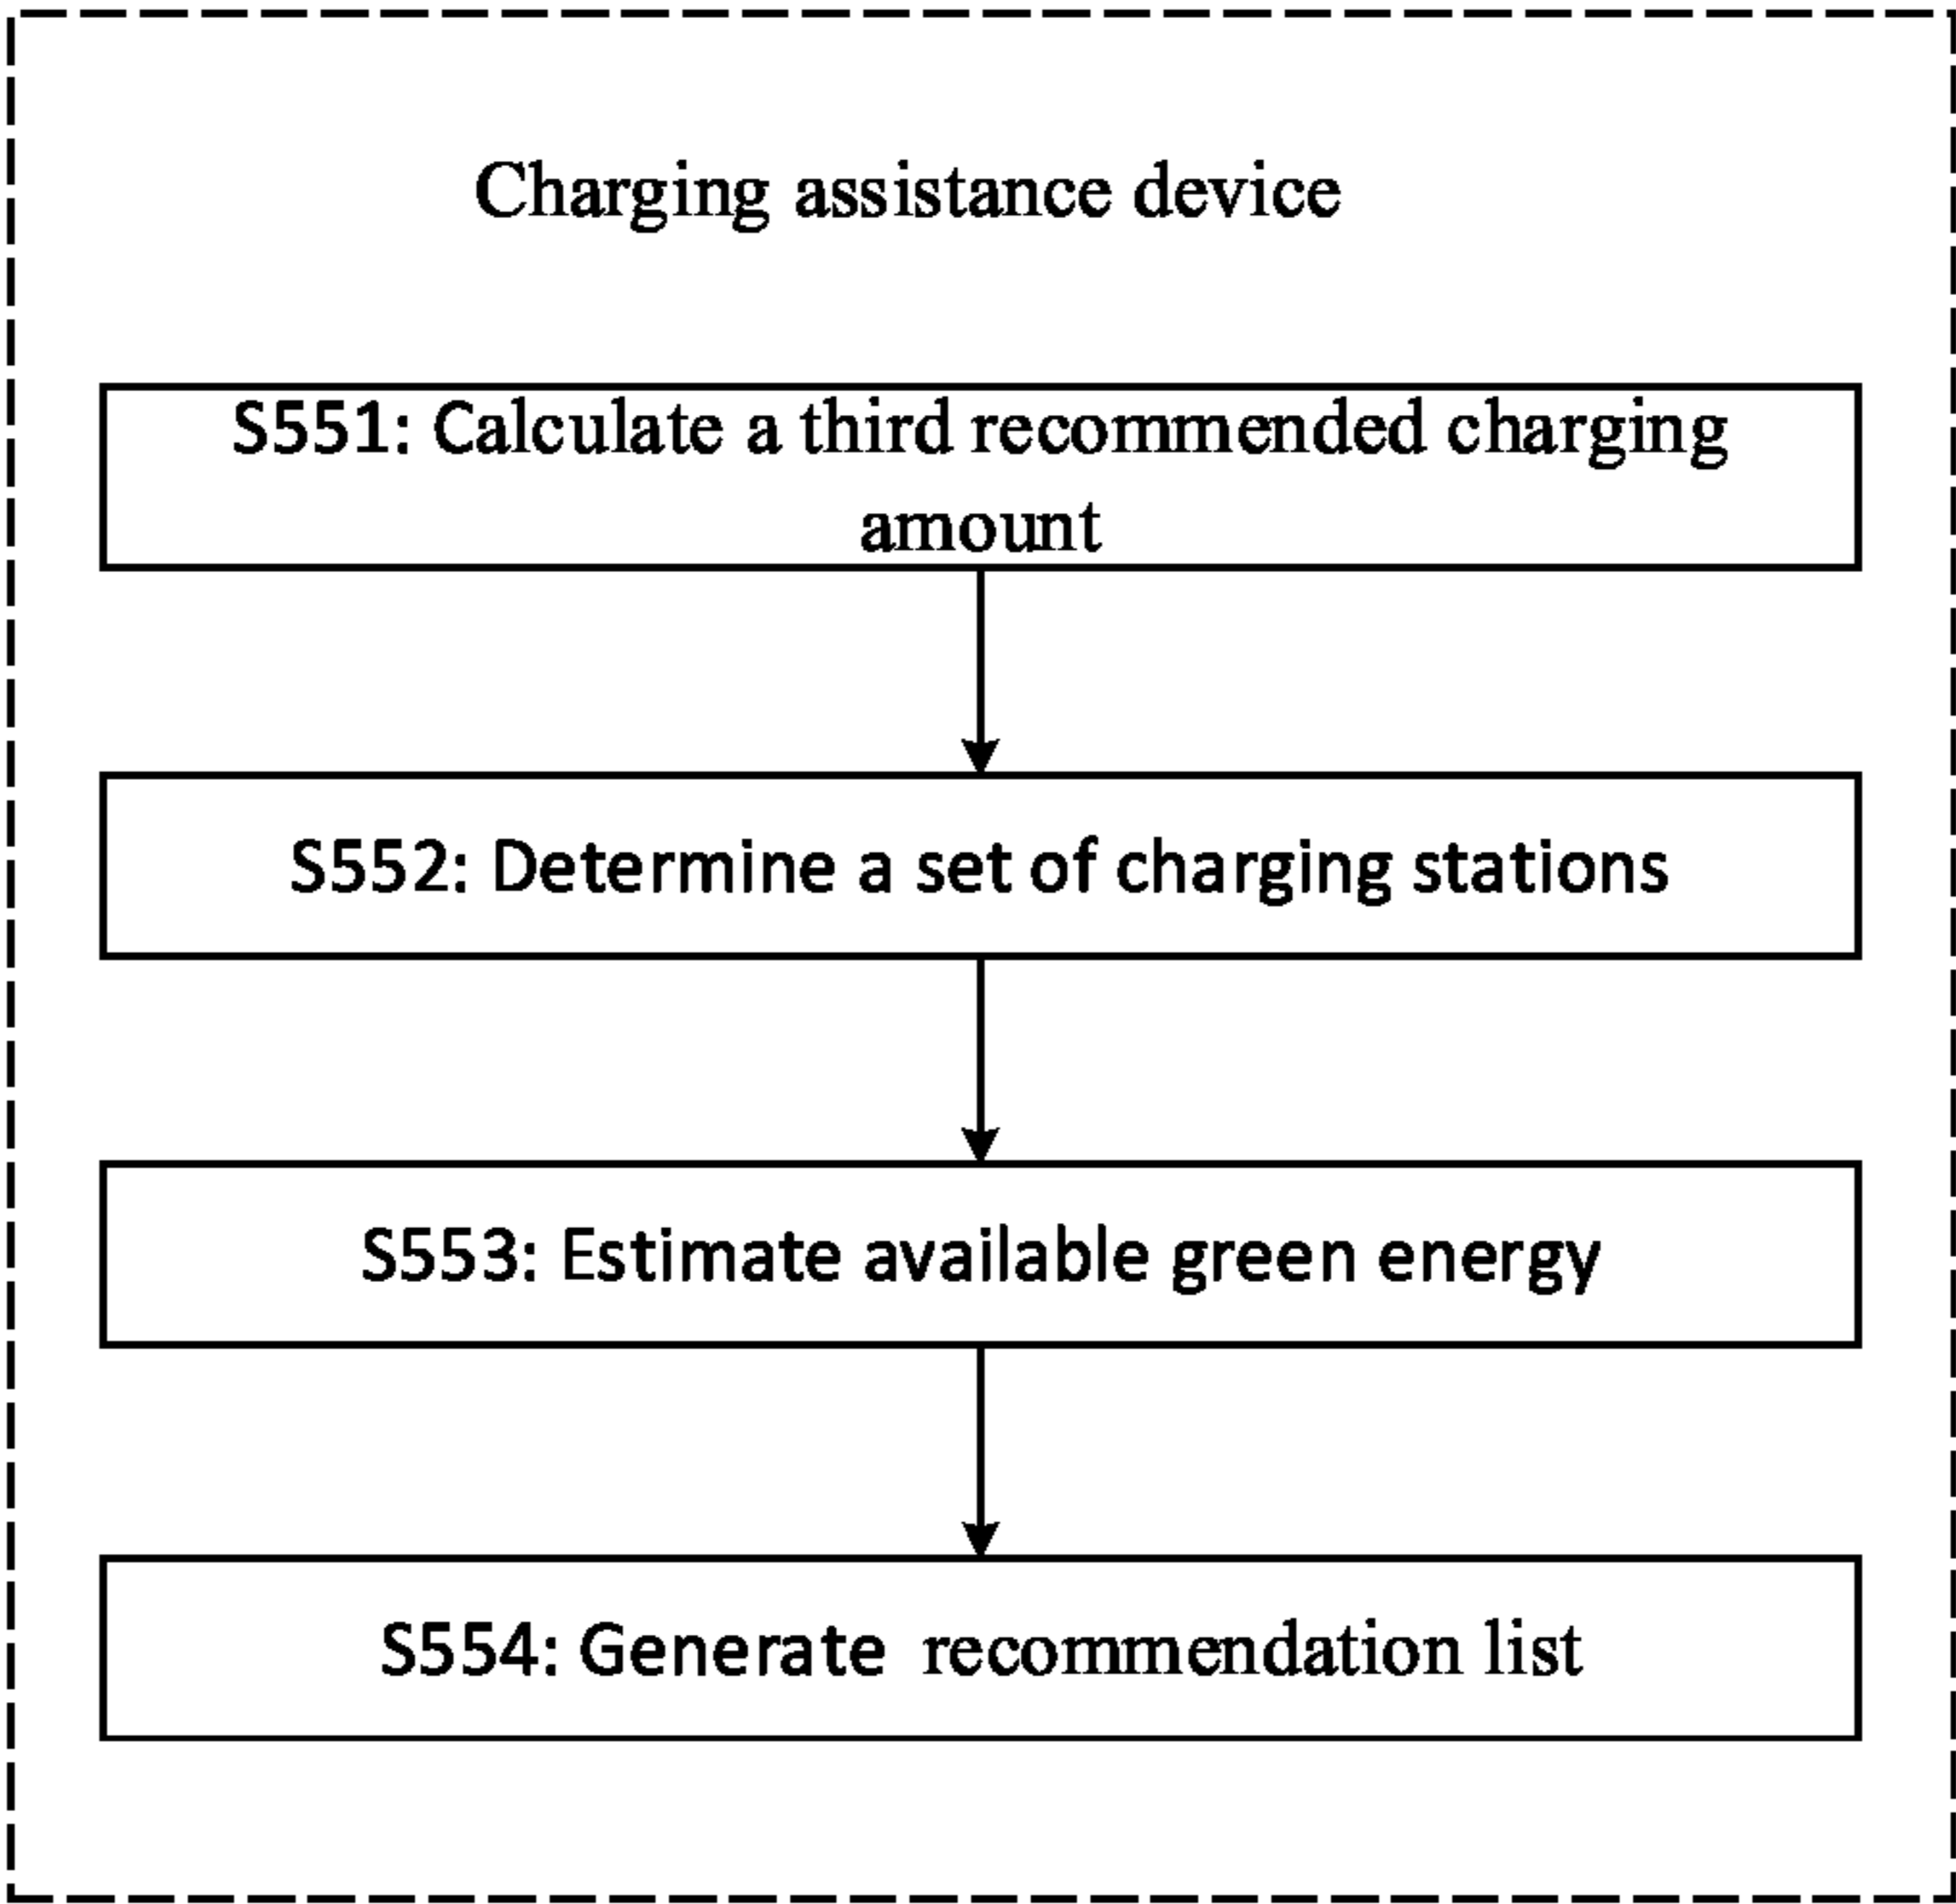 Charging assistance device
S551: Calculate a third recommended charging
amount
S552: Determine a set of charging stations
S553: Estimate available green energy
S554: Generate recommendation list